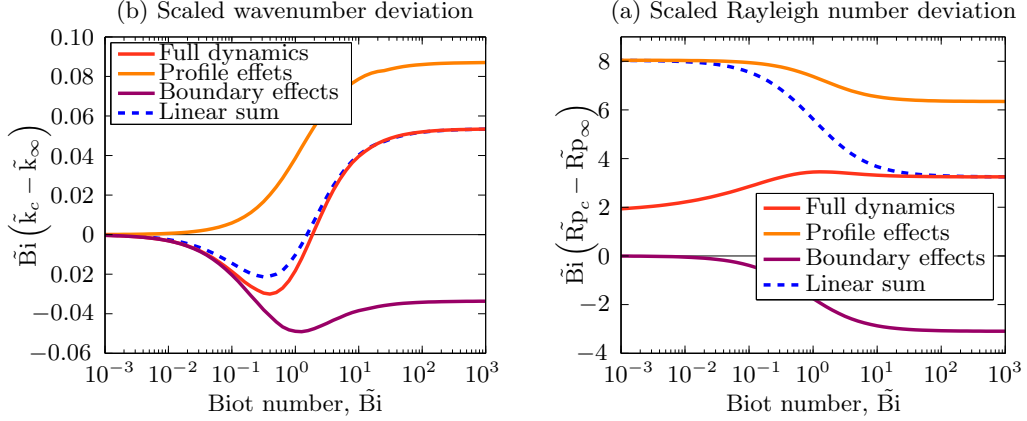 (b) Scaled wavenumber deviation
B̃i (k̃c − k̃∞)
0.10
0.08
0.06
0.04
0.02
0
0.02
−0.04
−0.06
Full dynamics
Profile effets
Boundary effects
Linear sum
10−3 10−2 10−1 100 101 102 103
Biot number, B̃i
(a) Scaled Rayleigh number deviation
B̃i (R̃pc − R̃p∞)
8
6
4
2
0
−2
−4
Full dynamics
Profile effects
Boundary effects
Linear sum
10−3 10−2 10−1 100 101 102 103
Biot number, B̃i